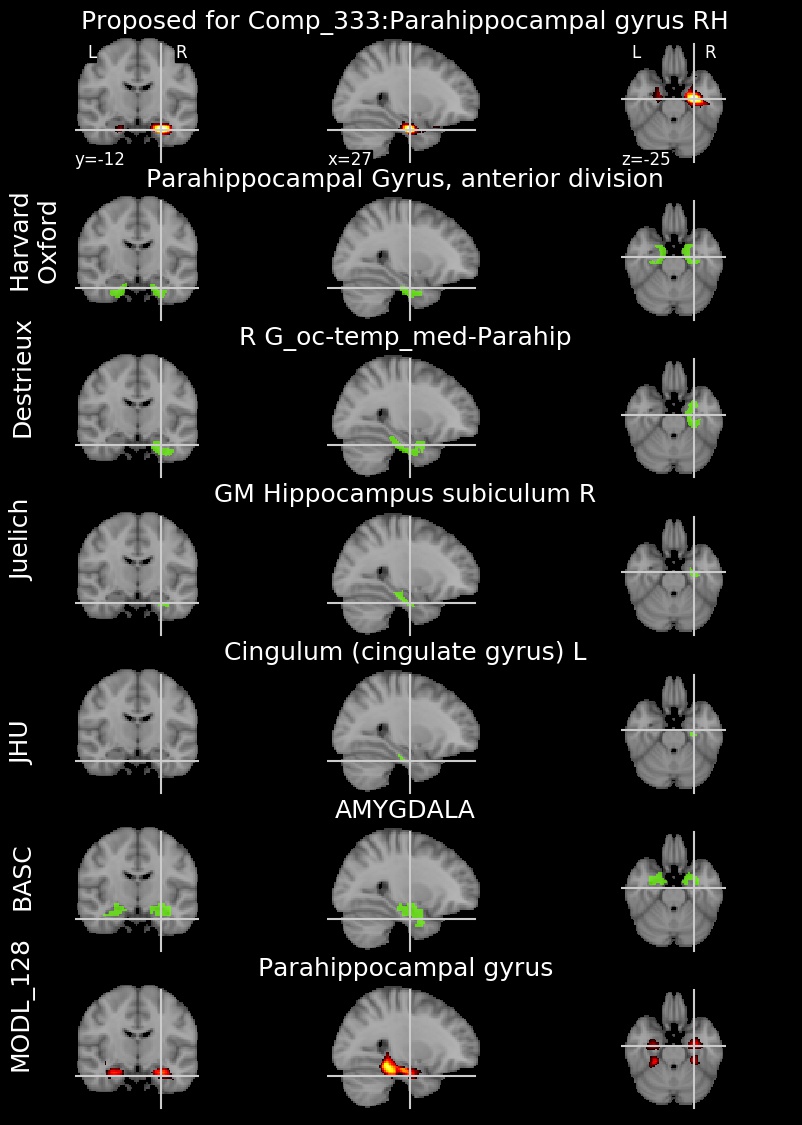 Proposed for Comp_333:Parahippocampal gyrus RH
L R L R
y=-12 x=27 z=-25
Parahippocampal Gyrus, anterior division
Harvard
Oxford
R G_oc-temp_med-Parahip
Destrieux
GM Hippocampus subiculum R
Juelich
Cingulum (cingulate gyrus) L
JHU
AMYGDALA
BASC
Parahippocampal gyrus
MODL_128